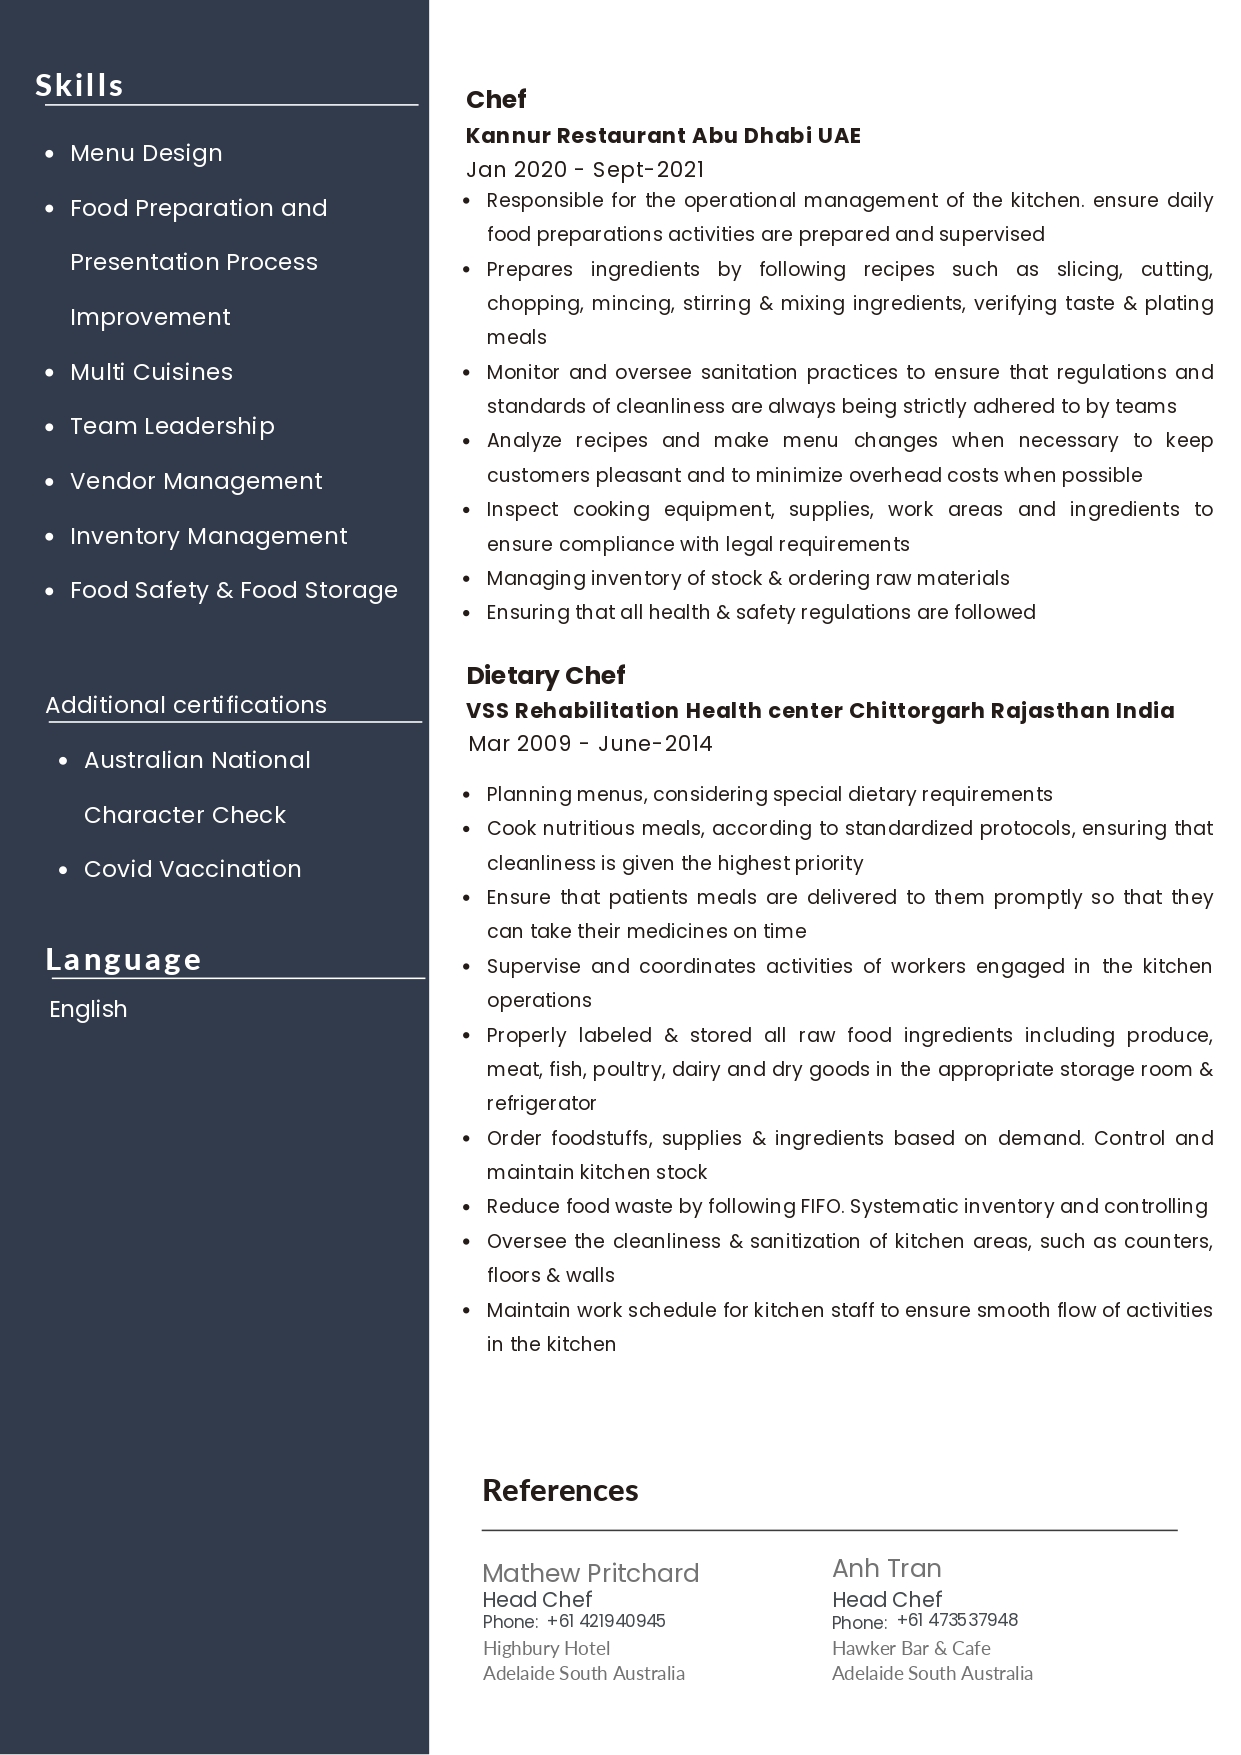 Skills
• Menu Design
• Food Preparation and
Presentation Process
Improvement
• Multi Cuisines
• Team Leadership
• Vendor Management
• Inventory Management
• Food Safety & Food Storage
Additional certifications
• Australian National
Character Check
• Covid Vaccination
Language
English
Chef
Kannur Restaurant Abu Dhabi UAE
Jan 2020 - Sept-2021
• Responsible for the operational management of the kitchen. ensure daily
food preparations activities are prepared and supervised
• Prepares ingredients by following recipes such as slicing, cutting,
chopping, mincing, stirring & mixing ingredients, verifying taste & plating
meals
• Monitor and oversee sanitation practices to ensure that regulations and
standards of cleanliness are always being strictly adhered to by teams
• Analyze recipes and make menu changes when necessary to keep
customers pleasant and to minimize overhead costs when possible
• Inspect cooking equipment, supplies, work areas and ingredients to
ensure compliance with legal requirements
• Managing inventory of stock & ordering raw materials
• Ensuring that all health & safety regulations are followed
Dietary Chef
VSS Rehabilitation Health center Chittorgarh Rajasthan India
Mar 2009 - June-2014
• Planning menus, considering special dietary requirements
• Cook nutritious meals, according to standardized protocols, ensuring that
cleanliness is given the highest priority
• Ensure that patients meals are delivered to them promptly so that they
can take their medicines on time
• Supervise and coordinates activities of workers engaged in the kitchen
operations
• Properly labeled & stored all raw food ingredients including produce,
meat, fish, poultry, dairy and dry goods in the appropriate storage room &
refrigerator
• Order foodstuffs, supplies & ingredients based on demand. Control and
maintain kitchen stock
• Reduce food waste by following FIFO. Systematic inventory and controlling
• Oversee the cleanliness & sanitization of kitchen areas, such as counters,
floors & walls
• Maintain work schedule for kitchen staff to ensure smooth flow of activities
in the kitchen
References
Mathew Pritchard
Head Chef
Phone: +61 421940945
Highbury Hotel
Adelaide South Australia
Anh Tran
Head Chef
Phone: +61 473537948
Hawker Bar & Cafe
Adelaide South Australia